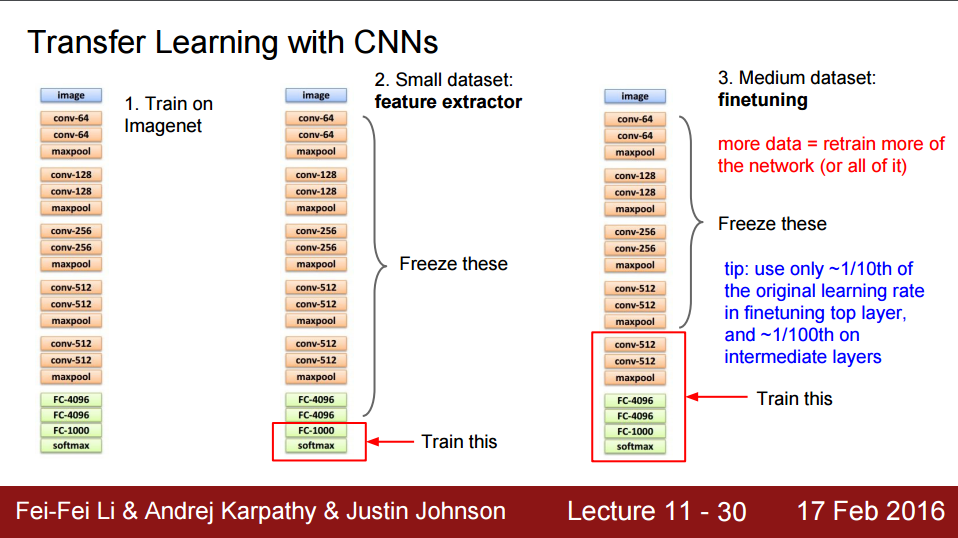 Transfer Learning with CNNs
1. Train on
Imagenet
image
conv-64
conv-64
maxpool
conv-128
conv-128
maxpool
conv-256
conv-256
maxpool
conv-512
conv-512
maxpool
conv-512
conv-512
maxpool
FC-4096
FC-4096
FC-1000
softmax
2. Small dataset:
feature extractor
image
conv-64
conv-64
maxpool
conv-128
conv-128
maxpool
conv-256
conv-256
maxpool
conv-512
conv-512
maxpool
conv-512
conv-512
maxpool
FC-4096
FC-4096
FC-1000
softmax
Freeze these
Train this
3. Medium dataset:
finetuning
image
conv-64
conv-64
maxpool
conv-128
conv-128
maxpool
conv-256
conv-256
maxpool
conv-512
conv-512
maxpool
conv-512
conv-512
maxpool
FC-4096
FC-4096
FC-1000
softmax
more data = retrain more of
the network (or all of it)
Freeze these
tip: use only ~1/10th of
the original learning rate
in finetuning top layer,
and ~1/100th on
intermediate layers
Train this
Fei-Fei Li & Andrej Karpathy & Justin Johnson
Lecture 11 - 30
17 Feb 2016